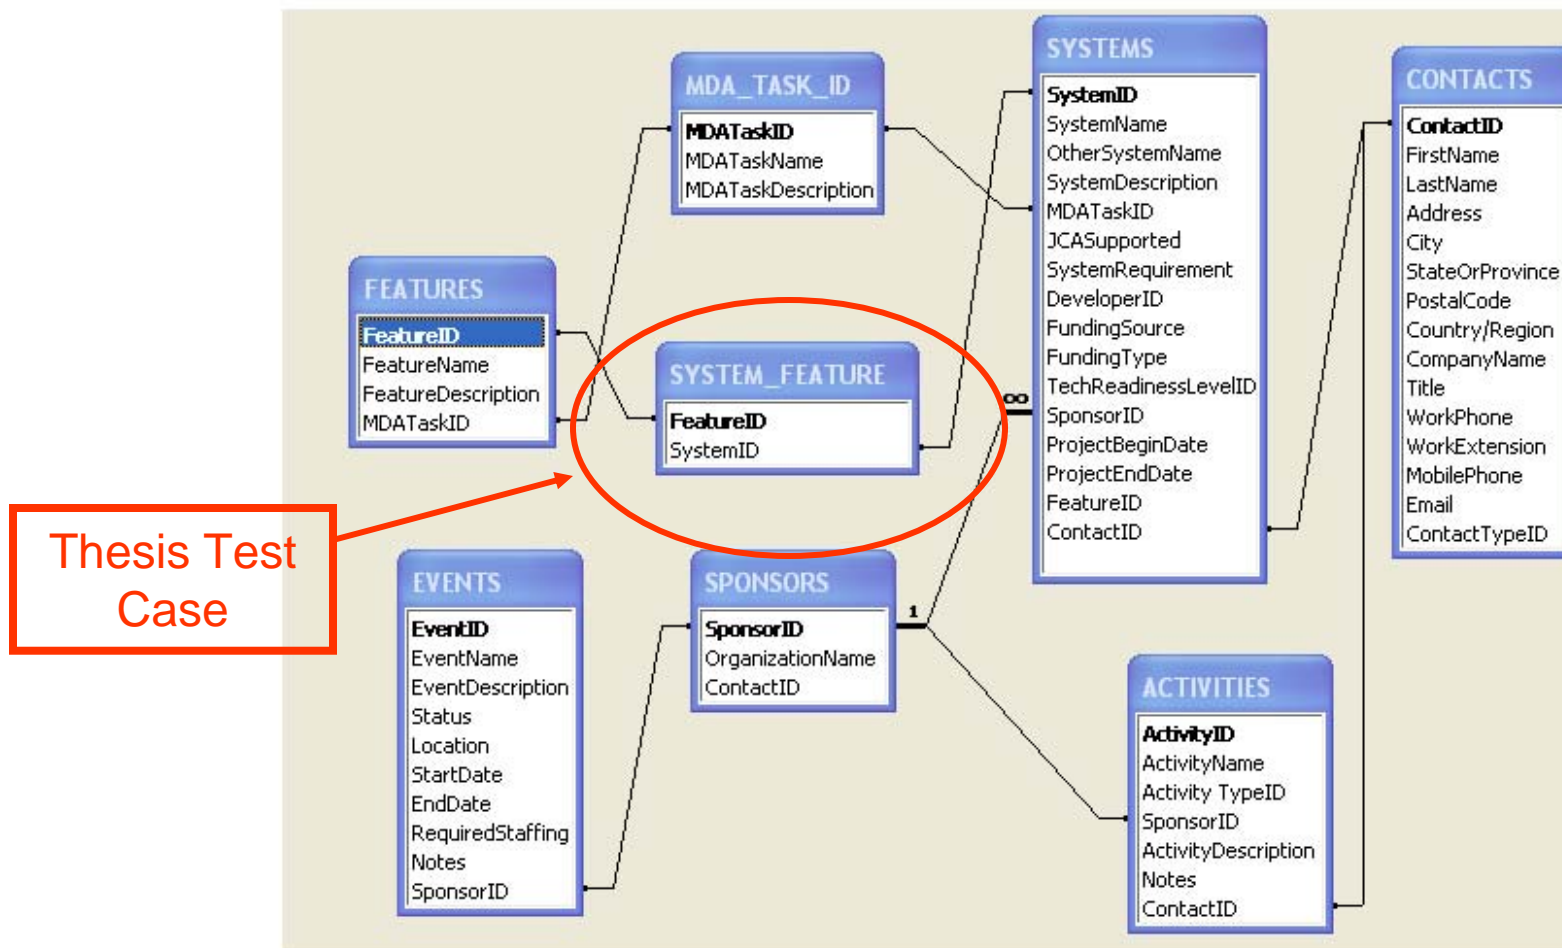 MDA_TASK_ID
MDATaskID
MDATaskName
MDATaskDescription
SYSTEMS
SystemID
SystemName
OtherSystemName
SystemDescription
MDATaskID
JCASupported
SystemRequirement
DeveloperID
FundingSource
FundingType
TechReadinessLevelID
SponsorID
ProjectBeginDate
ProjectEndDate
FeatureID
ContactID
CONTACTS
ContactID
FirstName
LastName
Address
City
StateOrProvince
PostalCode
Country/Region
CompanyName
Title
WorkPhone
WorkExtension
MobilePhone
Email
ContactTypeID
FEATURES
FeatureID
FeatureName
FeatureDescription
MDATaskID
SYSTEM_FEATURE
FeatureID
SystemID
∞
Thesis Test
Case
EVENTS
EventID
EventName
EventDescription
Status
Location
StartDate
EndDate
RequiredStaffing
Notes
SponsorID
SPONSORS
SponsorID
OrganizationName
ContactID
1
ACTIVITIES
ActivityID
ActivityName
Activity TypeID
SponsorID
ActivityDescription
Notes
ContactID